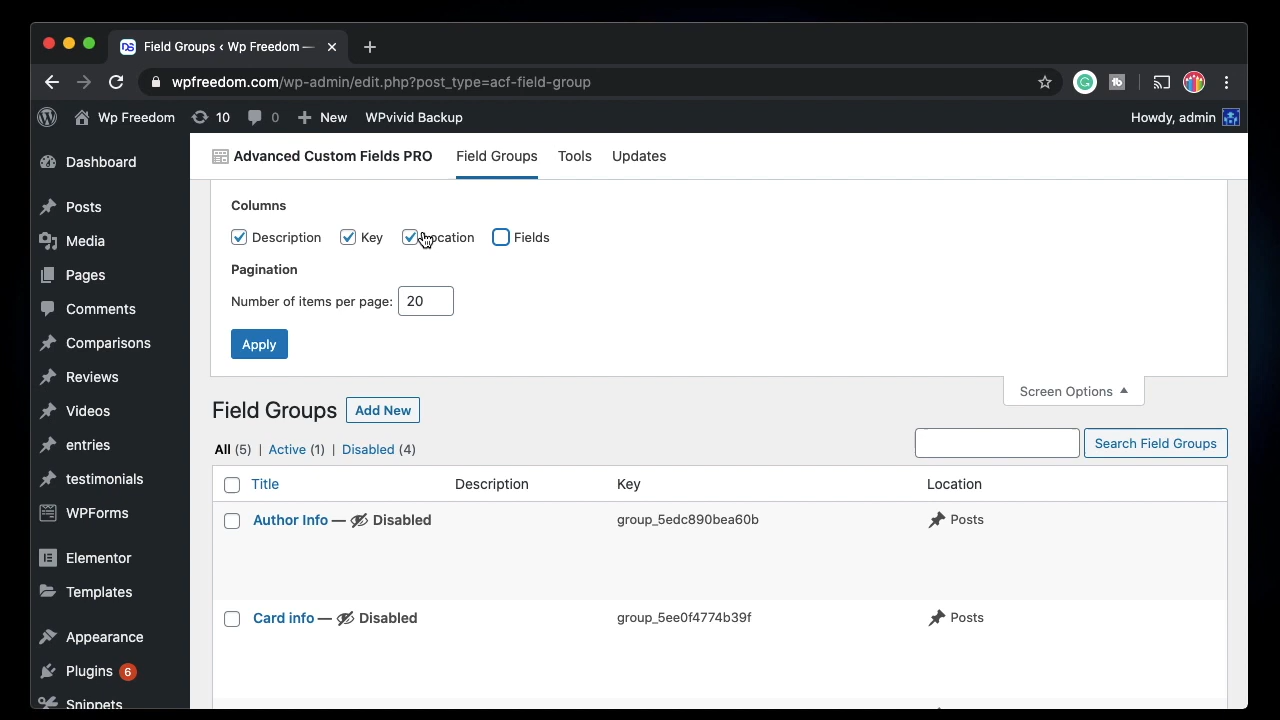 Field Groups ‹ Wp Freedom —
wpfreedom.com/wp-admin/edit.php?post_type=acf-field-group
Wp Freedom 10 0 New WPvivid Backup Howdy, admin
Dashboard
Posts
Media
Pages
Comments
Comparisons
Reviews
Videos
entries
testimonials
WPForms
Elementor
Templates
Appearance
Plugins 6
Snippets
Advanced Custom Fields PRO Field Groups Tools Updates
Columns
Description Key Location Fields
Pagination
Number of items per page: 20
Apply
Screen Options
Field Groups Add New
All (5) | Active (1) | Disabled (4)
Search Field Groups
Title Description Key Location
Author Info — Disabled group_5edc890bea60b Posts
Card info — Disabled group_5ee0f4774b39f Posts